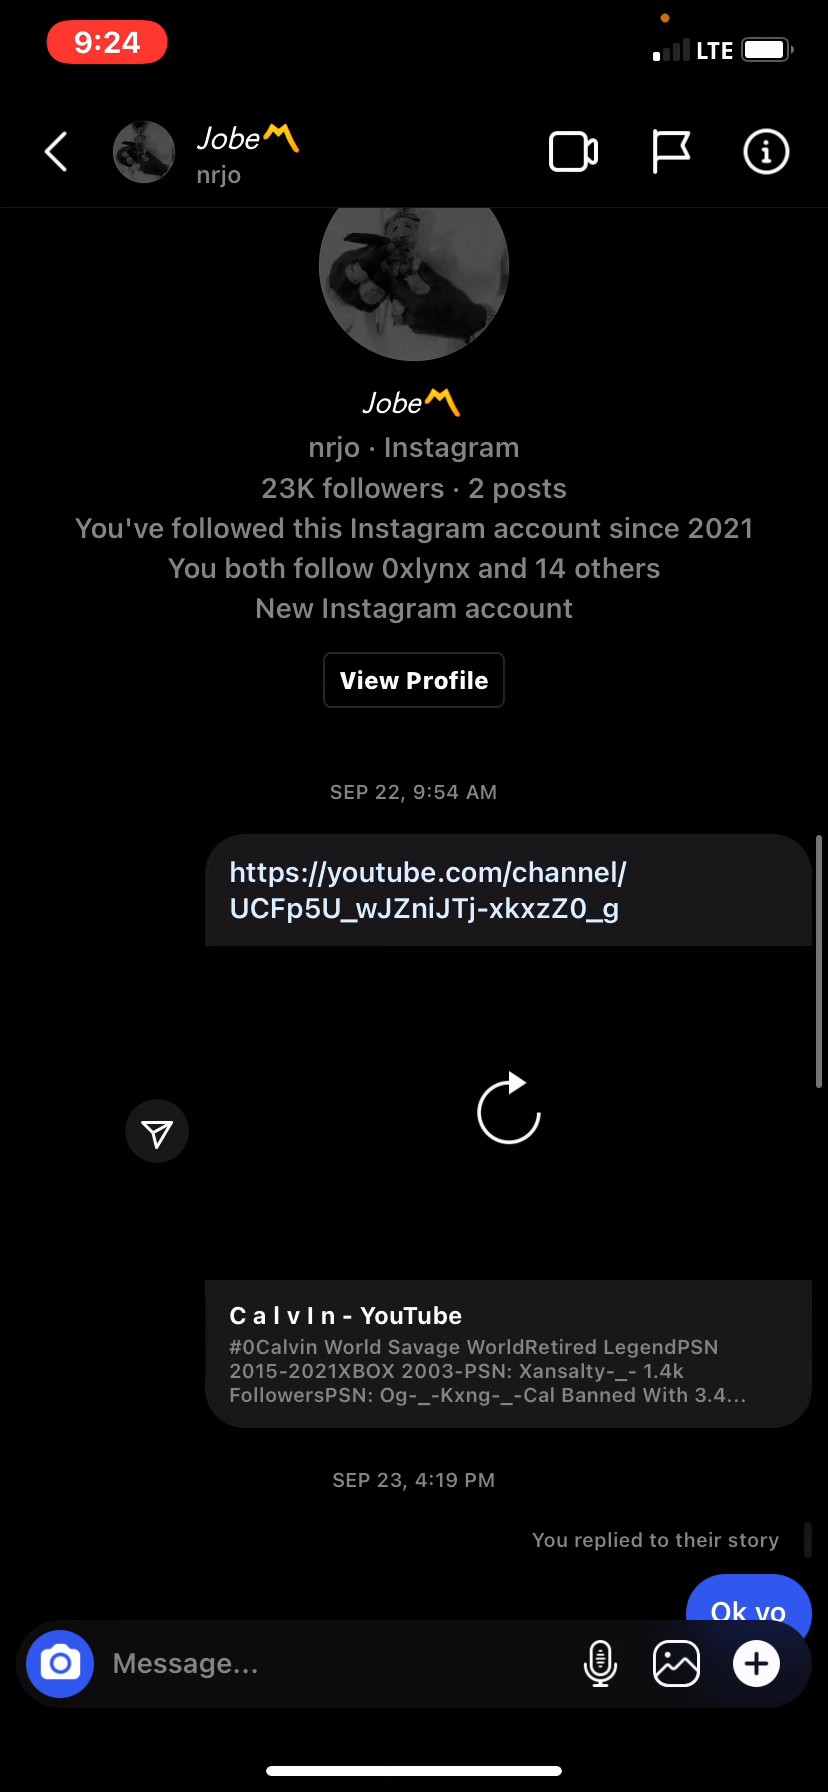 9:24
LTE
Jobe
nrjo
Jobe
nrjo · Instagram
23K followers · 2 posts
You've followed this Instagram account since 2021
You both follow 0xlynx and 14 others
New Instagram account
View Profile
SEP 22, 9:54 AM
https://youtube.com/channel/
UCFp5U_wJZniJTj-xkxzZ0_g
C a l v I n - YouTube
#0Calvin World Savage WorldRetired LegendPSN
2015-2021XBOX 2003-PSN: Xansalty-_- 1.4k
FollowersPSN: Og-_-Kxng-_-Cal Banned With 3.4...
SEP 23, 4:19 PM
You replied to their story
Ok yo
Message...